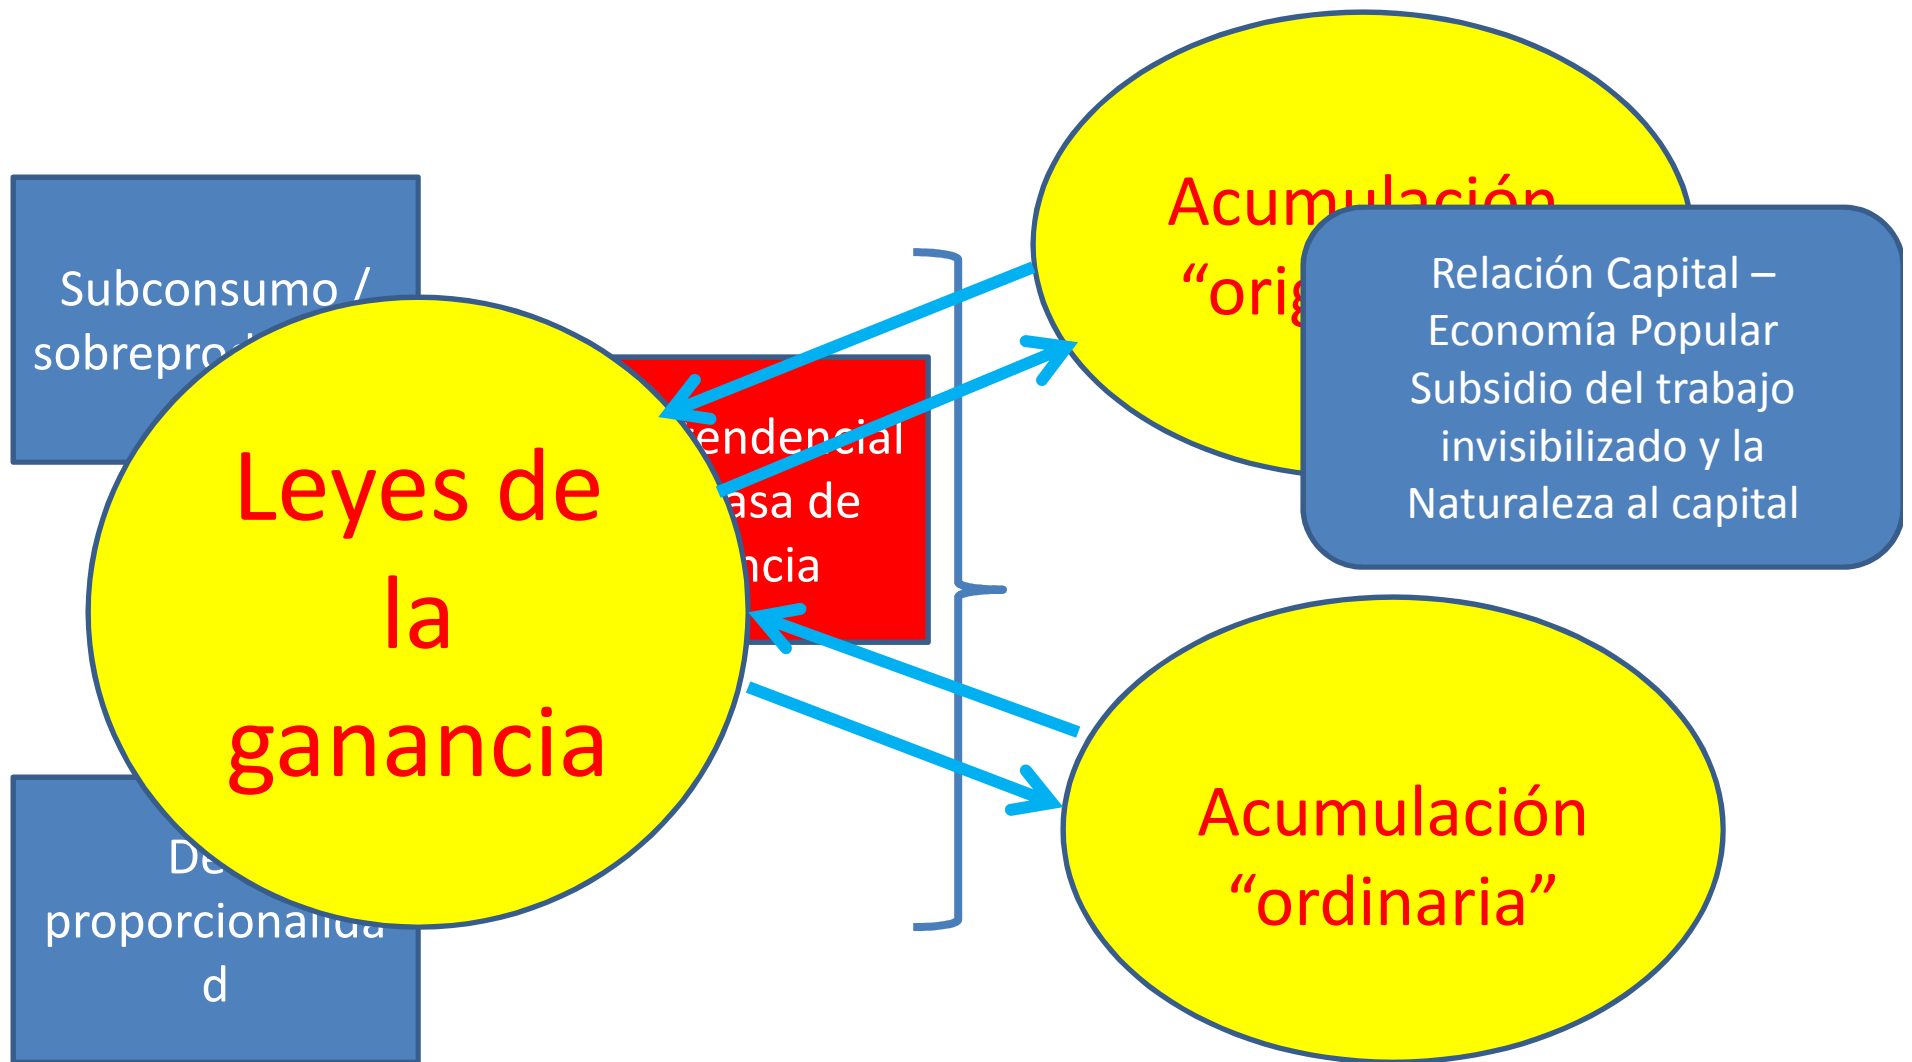 Subconsumo /
Leyes de
la
ganancia
proporcionalida
d
tendencial
de
Acumulación
Relación Capital –
Economía Popular
Subsidio del trabajo
invisibilizado y la
Naturaleza al capital
Acumulación
“ordinaria”